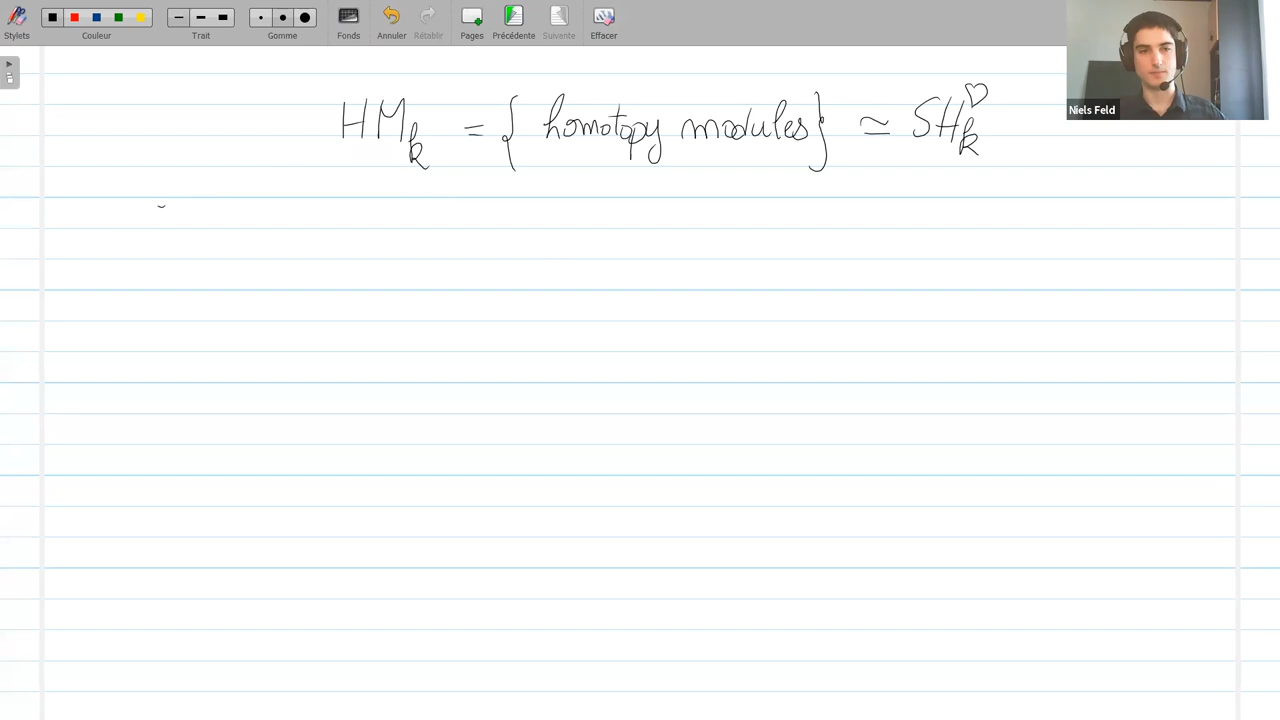 Stylets Couleur Trait Gomme Fonds Annuler Rétablir Pages Précédente Suivante Effacer
Niels Feld
HM_k = { homotopy modules } ≃ SH_k^♡